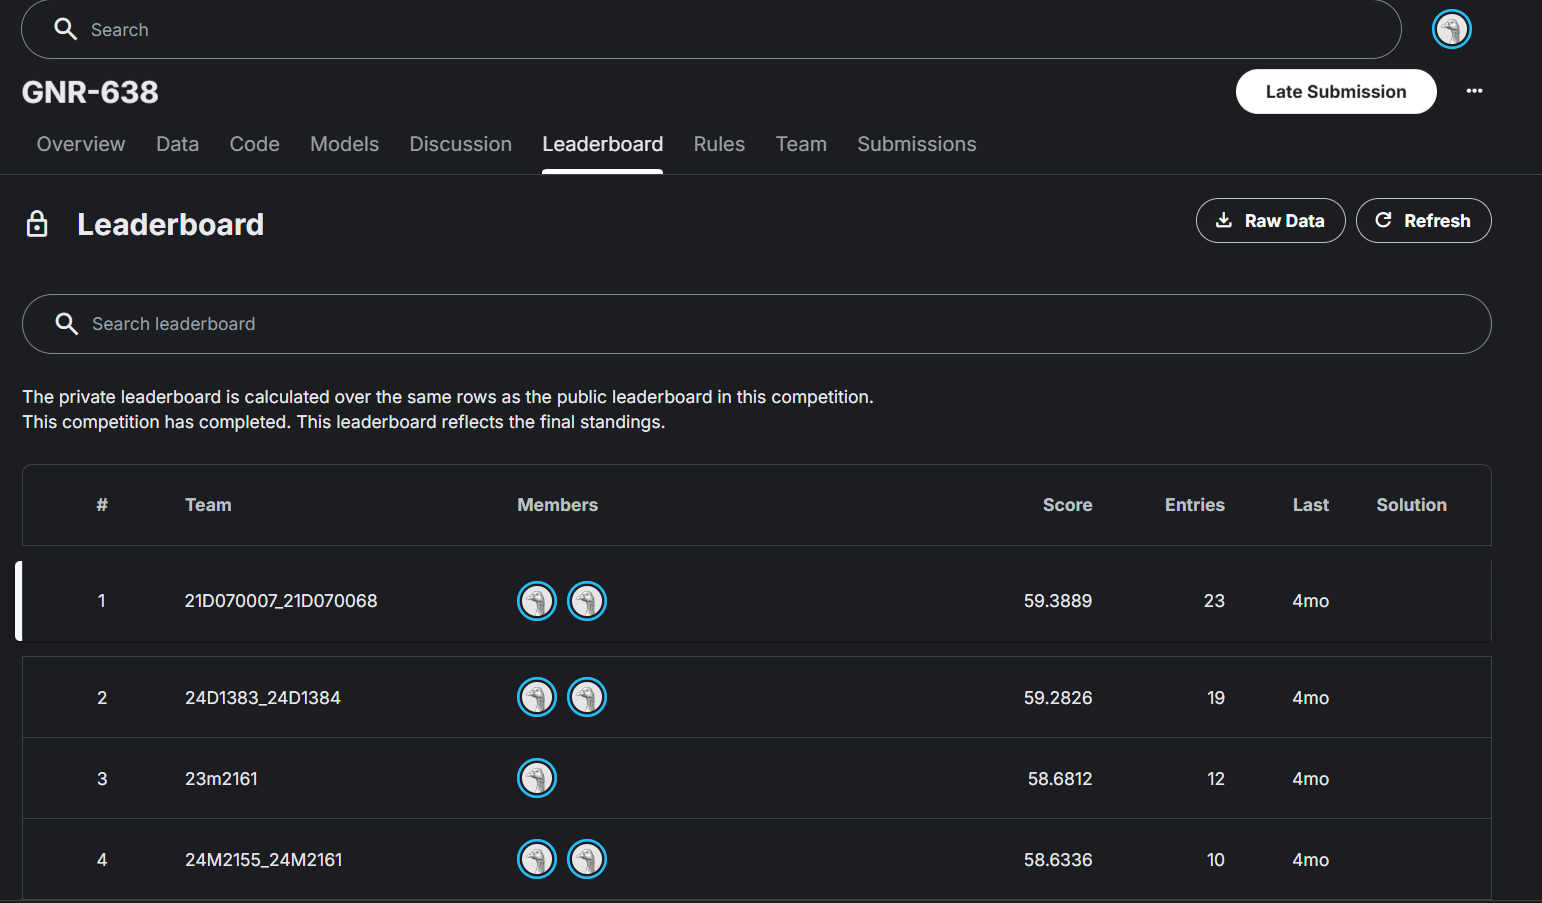 Search
GNR-638
Late Submission
Overview Data Code Models Discussion Leaderboard Rules Team Submissions
Leaderboard
Raw Data Refresh
Search leaderboard
The private leaderboard is calculated over the same rows as the public leaderboard in this competition.
This competition has completed. This leaderboard reflects the final standings.
# Team Members Score Entries Last Solution
1 21D070007_21D070068 59.3889 23 4mo
2 24D1383_24D1384 59.2826 19 4mo
3 23m2161 58.6812 12 4mo
4 24M2155_24M2161 58.6336 10 4mo